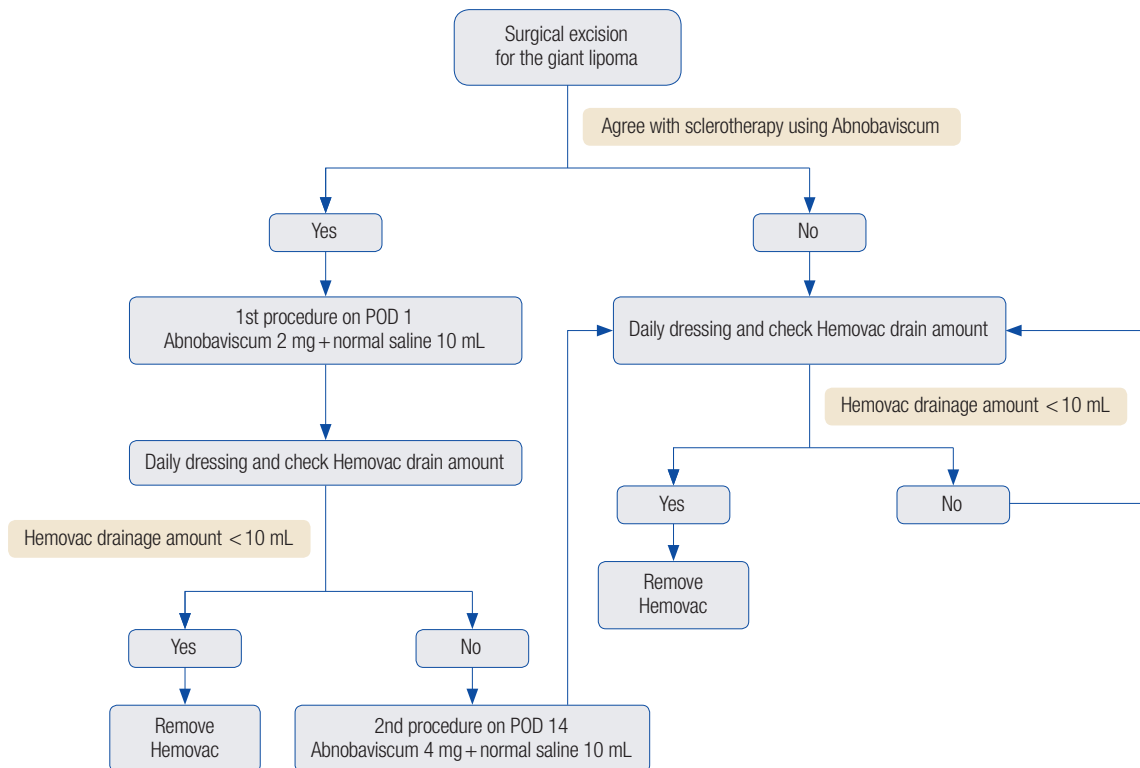 Surgical excision
for the giant lipoma
Agree with sclerotherapy using Abnobaviscum
Yes
No
1st procedure on POD 1
Abnobaviscum 2 mg + normal saline 10 mL
Daily dressing and check Hemovac drain amount
Hemovac drainage amount < 10 mL
Daily dressing and check Hemovac drain amount
Yes
No
Hemovac drainage amount < 10 mL
Remove
Hemovac
Yes
No
Remove
Hemovac
2nd procedure on POD 14
Abnobaviscum 4 mg + normal saline 10 mL